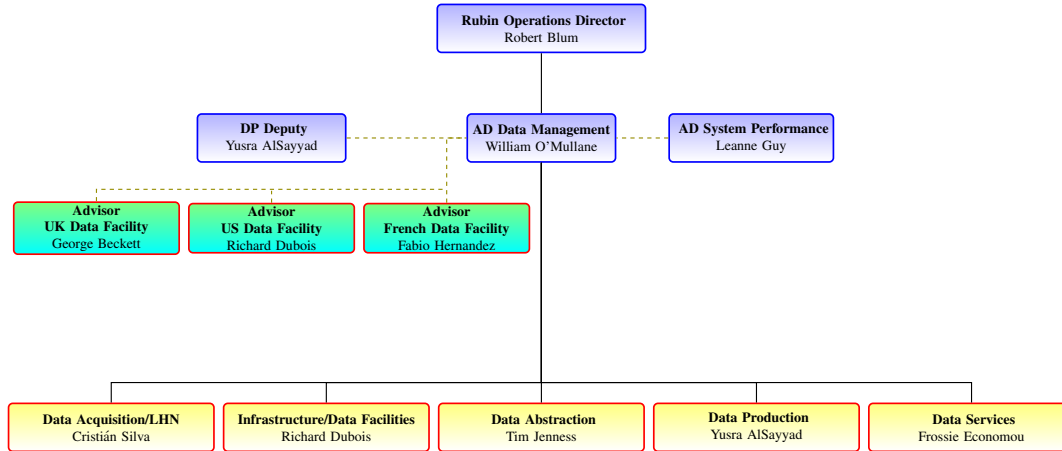 Rubin Operations Director
Robert Blum
DP Deputy
Yusra AlSayyad
AD Data Management
William O'Mullane
AD System Performance
Leanne Guy
Advisor
UK Data Facility
George Beckett
Advisor
US Data Facility
Richard Dubois
Advisor
French Data Facility
Fabio Hernandez
Data Acquisition/LHN
Cristián Silva
Infrastructure/Data Facilities
Richard Dubois
Data Abstraction
Tim Jenness
Data Production
Yusra AlSayyad
Data Services
Frossie Economou